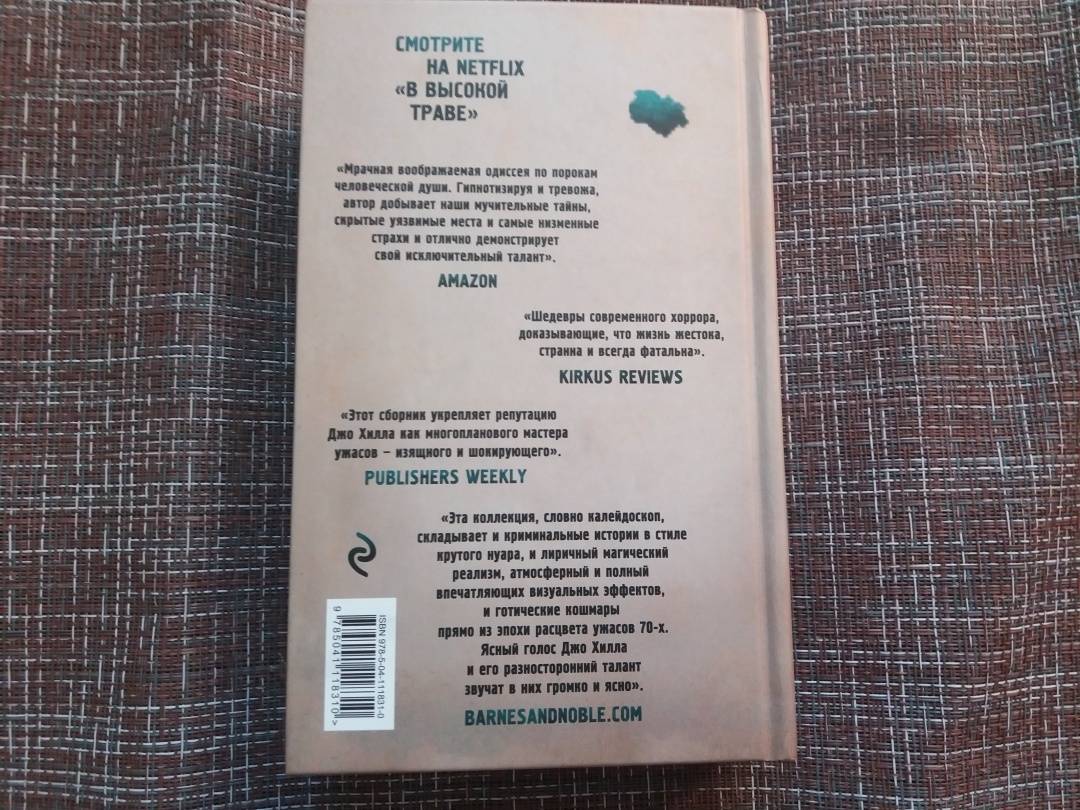 СМОТРИТЕ
НА NETFLIX
«В ВЫСОКОЙ
ТРАВЕ»
«Мрачная воображаемая одиссея по порокам
человеческой души. Гипнотизируя и тревожа,
автор добывает наши мучительные тайны,
скрытые уязвимые места и самые низменные
страхи и отлично демонстрирует
свой исключительный талант».
AMAZON
«Шедевры современного хоррора,
доказывающие, что жизнь жестока,
странна и всегда фатальна».
KIRKUS REVIEWS
«Этот сборник укрепляет репутацию
Джо Хилла как многопланового мастера
ужасов – изящного и шокирующего».
PUBLISHERS WEEKLY
«Эта коллекция, словно калейдоскоп,
складывает и криминальные истории в стиле
крутого нуара, и лиричный магический
реализм, атмосферный и полный
впечатляющих визуальных эффектов,
и готические кошмары
прямо из эпохи расцвета ужасов 70-х.
Ясный голос Джо Хилла
и его разносторонний талант
звучат в них громко и ясно».
BARNESANDNOBLE.COM
ISBN 978-5-04-111831-0
9 785041 118310 >